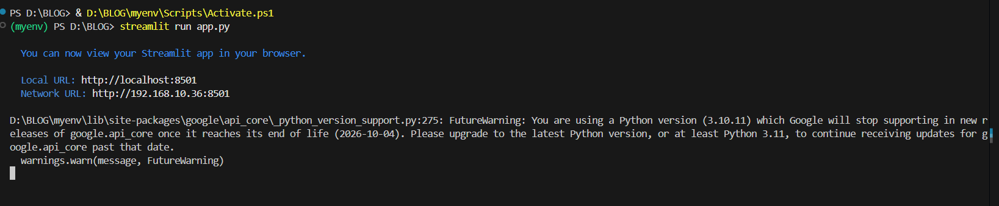 PS D:\BLOG> & D:\BLOG\myenv\Scripts\Activate.ps1
(myenv) PS D:\BLOG> streamlit run app.py
You can now view your Streamlit app in your browser.
Local URL: http://localhost:8501
Network URL: http://192.168.10.36:8501
D:\BLOG\myenv\lib\site-packages\google\api_core\_python_version_support.py:275: FutureWarning: You are using a Python version (3.10.11) which Google will stop supporting in new r
eleases of google.api_core once it reaches its end of life (2026-10-04). Please upgrade to the latest Python version, or at least Python 3.11, to continue receiving updates for g
oogle.api_core past that date.
warnings.warn(message, FutureWarning)